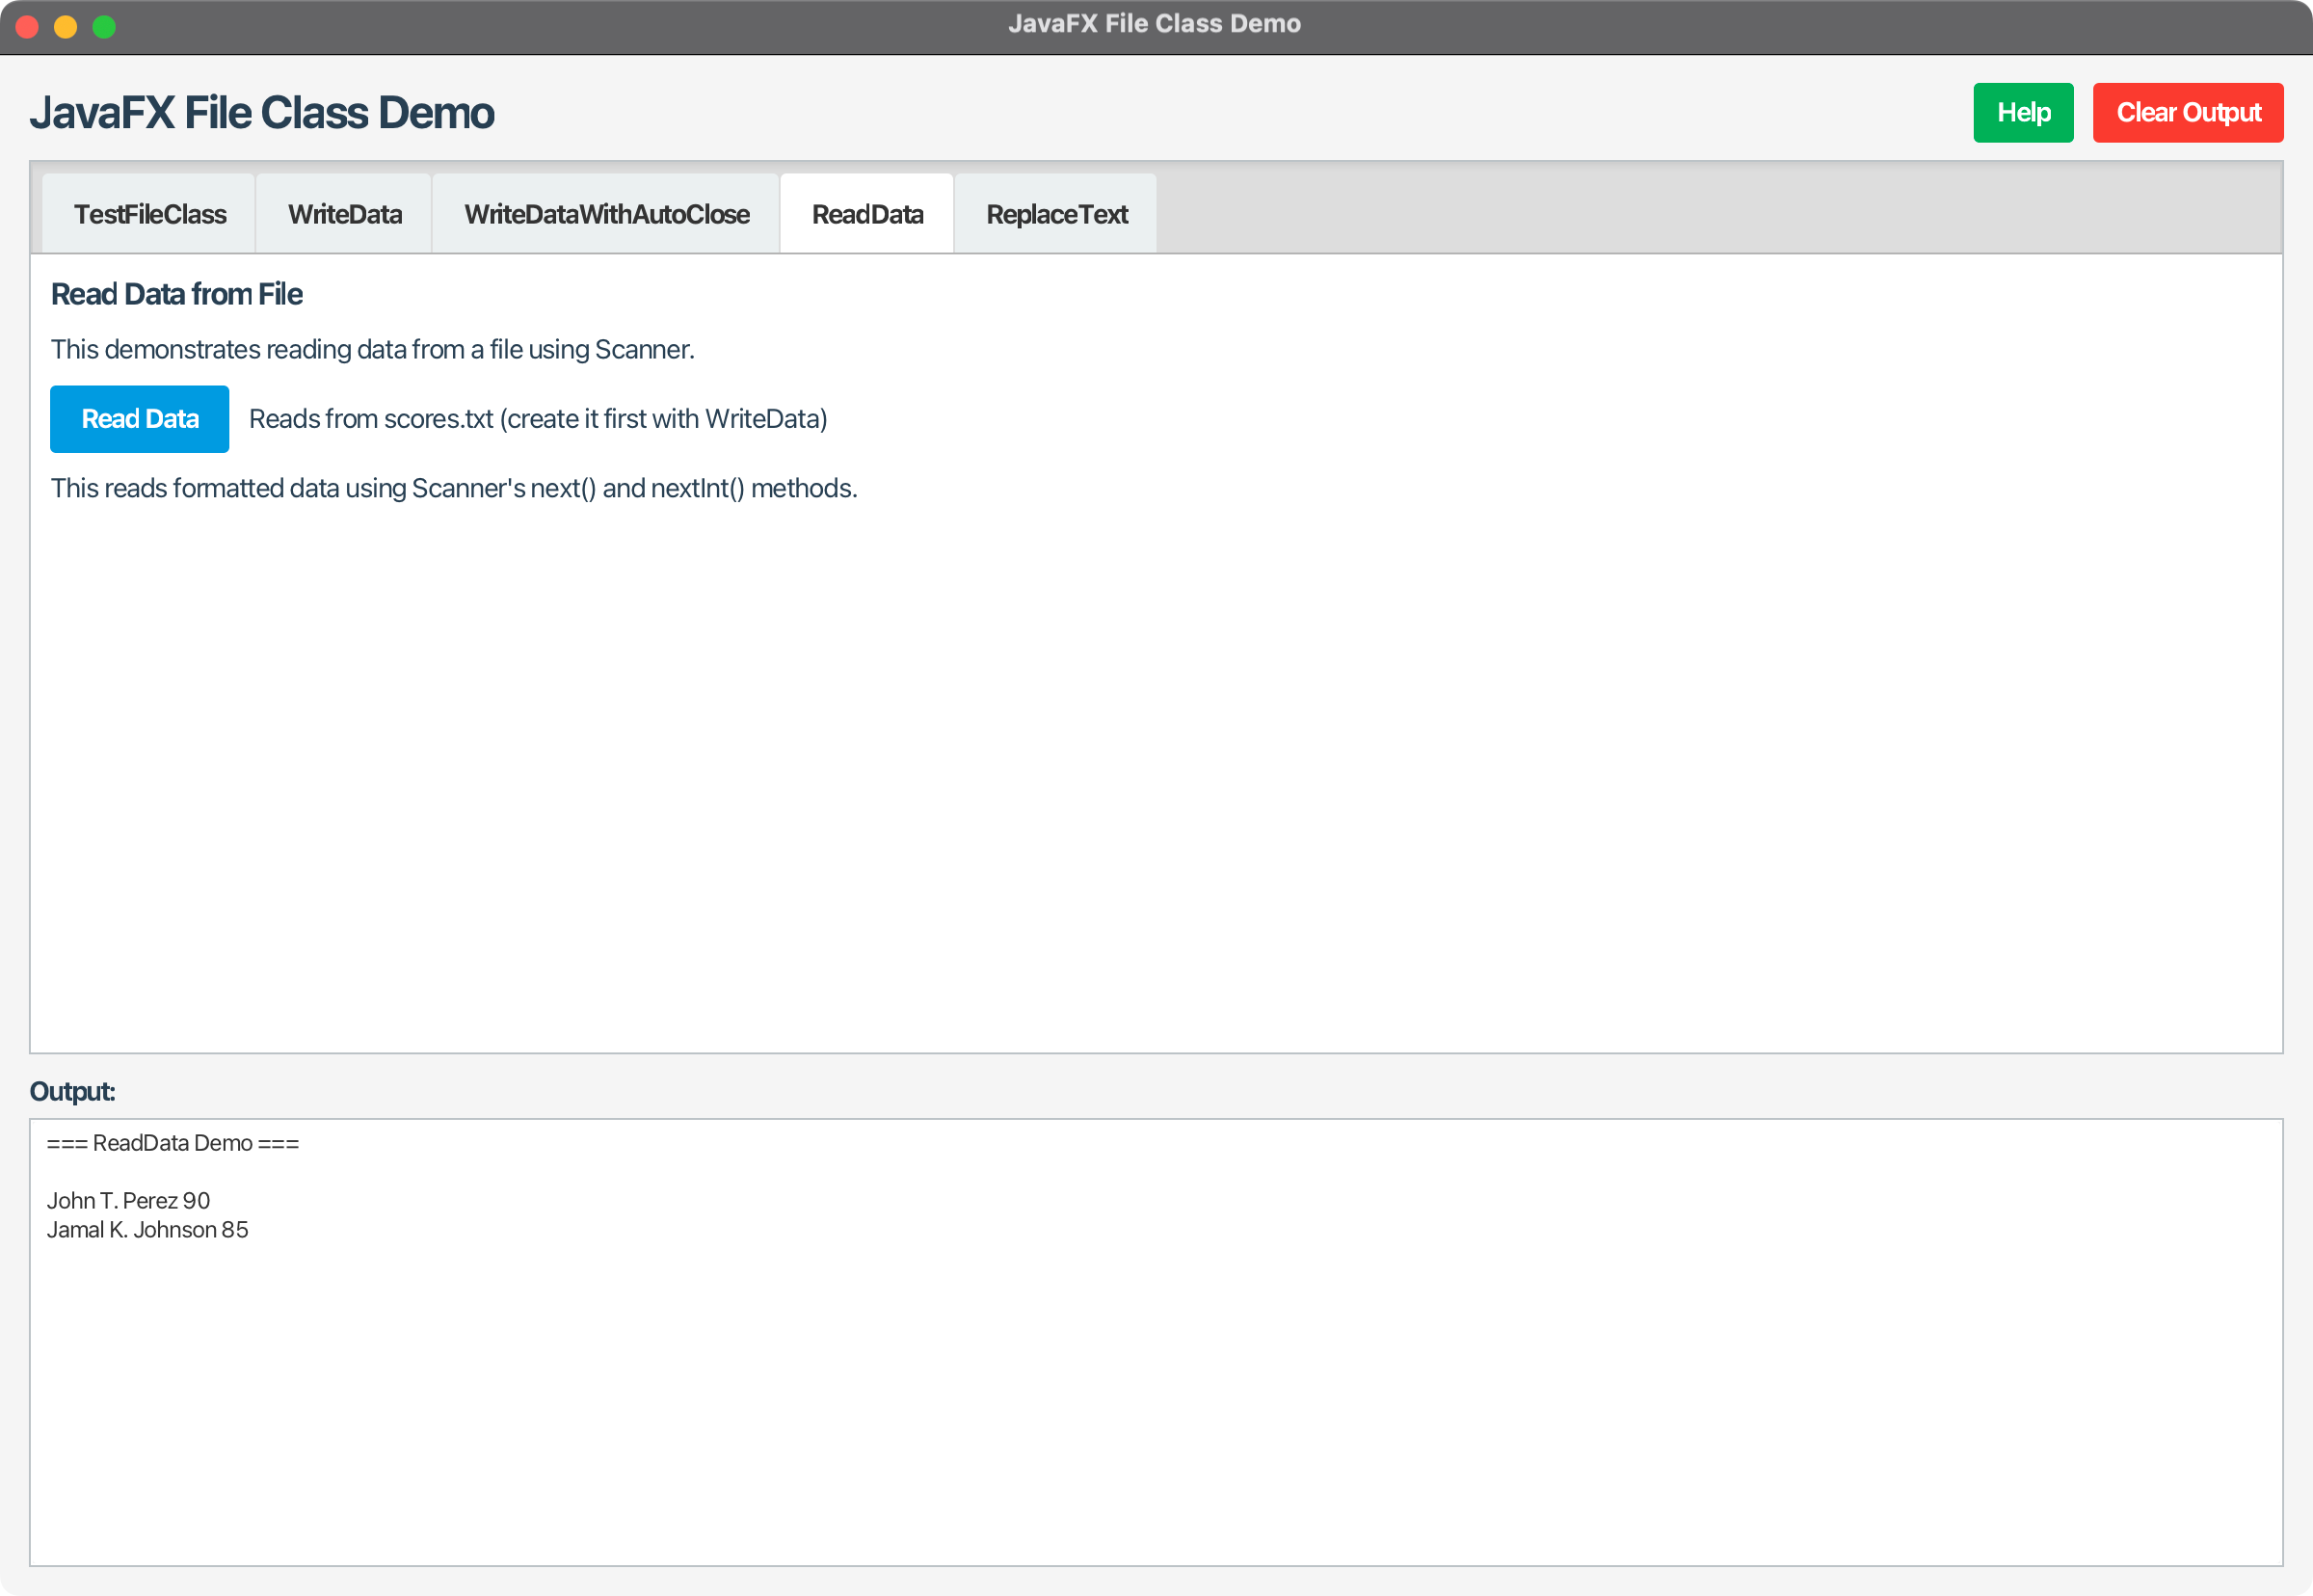 JavaFX File Class Demo
JavaFX File Class Demo
Help
Clear Output
TestFileClass
WriteData
WriteDataWithAutoClose
ReadData
ReplaceText
Read Data from File
This demonstrates reading data from a file using Scanner.
Read Data
Reads from scores.txt (create it first with WriteData)
This reads formatted data using Scanner's next() and nextInt() methods.
Output:
=== ReadData Demo ===
John T. Perez 90
Jamal K. Johnson 85